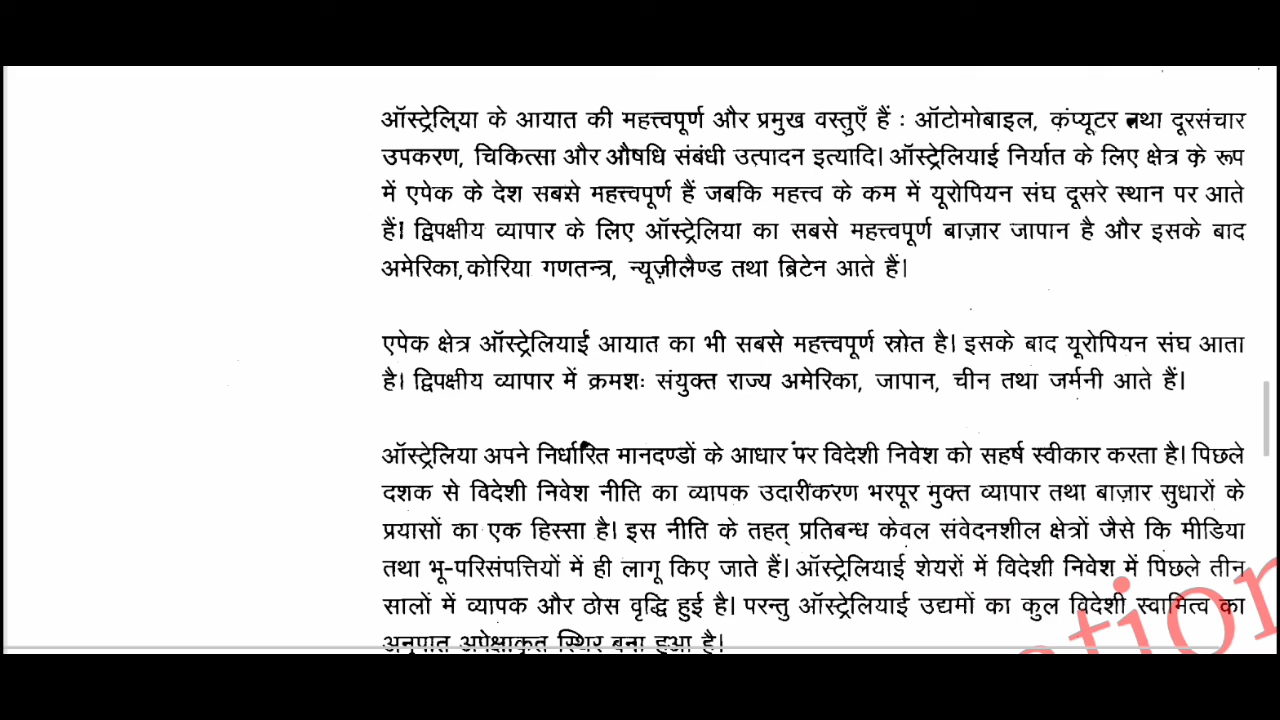 ऑस्ट्रेलिया के आयात की महत्त्वपूर्ण और प्रमुख वस्तुएँ हैं : ऑटोमोबाइल, कंप्यूटर तथा दूरसंचार
उपकरण, चिकित्सा और औषधि संबंधी उत्पादन इत्यादि। ऑस्ट्रेलियाई निर्यात के लिए क्षेत्र के रूप
में एपेक के देश सबसे महत्त्वपूर्ण हैं जबकि महत्त्व के कम में यूरोपियन संघ दूसरे स्थान पर आते
हैं। द्विपक्षीय व्यापार के लिए ऑस्ट्रेलिया का सबसे महत्त्वपूर्ण बाज़ार जापान है और इसके बाद
अमेरिका,कोरिया गणतन्त्र, न्यूज़ीलैण्ड तथा ब्रिटेन आते हैं।
एपेक क्षेत्र ऑस्ट्रेलियाई आयात का भी सबसे महत्त्वपूर्ण स्रोत है। इसके बाद यूरोपियन संघ आता
है। द्विपक्षीय व्यापार में क्रमशः संयुक्त राज्य अमेरिका, जापान, चीन तथा जर्मनी आते हैं।
ऑस्ट्रेलिया अपने निर्धारित मानदण्डों के आधार पर विदेशी निवेश को सहर्ष स्वीकार करता है। पिछले
दशक से विदेशी निवेश नीति का व्यापक उदारीकरण भरपूर मुक्त व्यापार तथा बाज़ार सुधारों के
प्रयासों का एक हिस्सा है। इस नीति के तहत् प्रतिबन्ध केवल संवेदनशील क्षेत्रों जैसे कि मीडिया
तथा भू-परिसंपत्तियों में ही लागू किए जाते हैं। ऑस्ट्रेलियाई शेयरों में विदेशी निवेश में पिछले तीन
सालों में व्यापक और ठोस वृद्धि हुई है। परन्तु ऑस्ट्रेलियाई उद्यमों का कुल विदेशी स्वामित्व का
अनुपात अपेक्षाकृत स्थिर बना हुआ है।